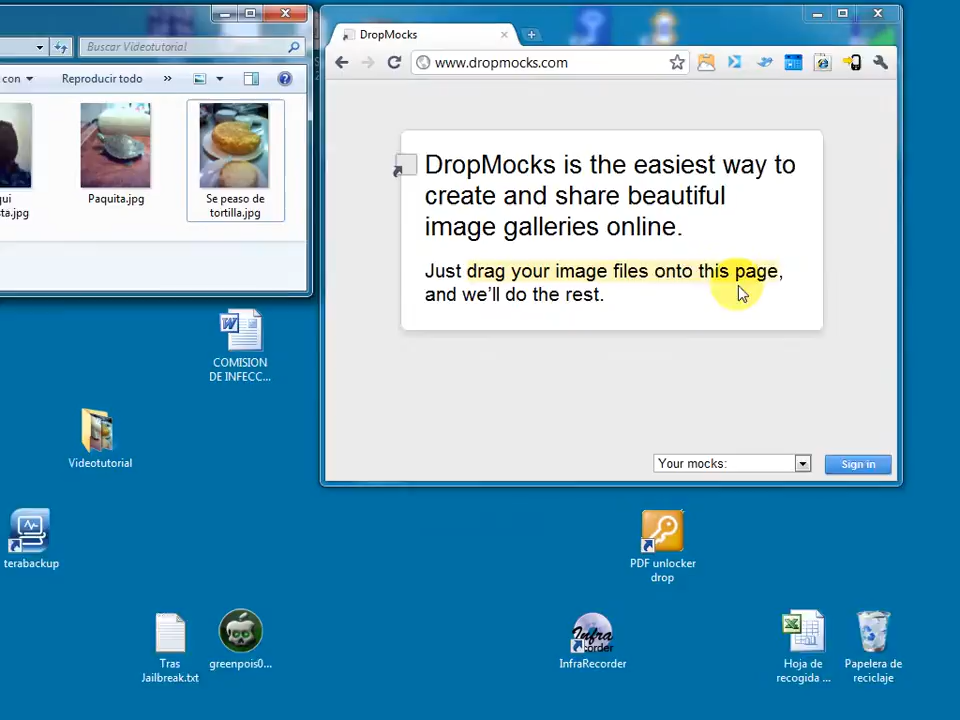 Buscar Videotutorial
con
Reproducir todo
»
Paquita.jpg
Se peaso de
tortilla.jpg
DropMocks
www.dropmocks.com
DropMocks is the easiest way to
create and share beautiful
image galleries online.
Just drag your image files onto this page,
and we'll do the rest.
Your mocks:
Sign in
COMISION
DE INFECC...
Videotutorial
terabackup
PDF unlocker
drop
Tras
Jailbreak.txt
greenpois0...
Infra
InfraRecorder
Hoja de
recogida ...
Papelera de
reciclaje